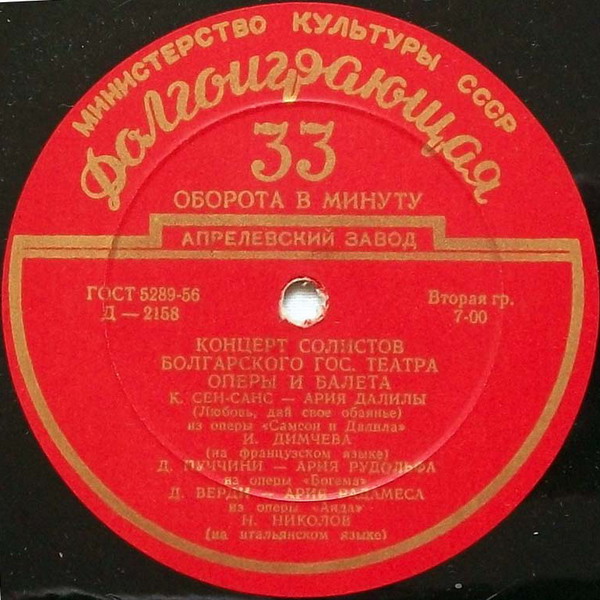 МИНИСТЕРСТВО КУЛЬТУРЫ СССР
Долгоиграющая
33
ОБОРОТА В МИНУТУ
АПРЕЛЕВСКИЙ ЗАВОД
ГОСТ 5289-56
Д — 2158
Вторая гр.
7-00
КОНЦЕРТ СОЛИСТОВ
БОЛГАРСКОГО ГОС. ТЕАТРА
ОПЕРЫ И БАЛЕТА
К. СЕН-САНС — АРИЯ ДАЛИЛЫ
(Любовь, дай свое обаянье)
из оперы «Самсон и Далила»
И. ДИМЧЕВА
(на французском языке)
Д. ПУЧЧИНИ — АРИЯ РУДОЛЬФА
из оперы «Богема»
Д. ВЕРДИ — АРИЯ РАДАМЕСА
из оперы «Аида»
Н. НИКОЛОВ
(на итальянском языке)